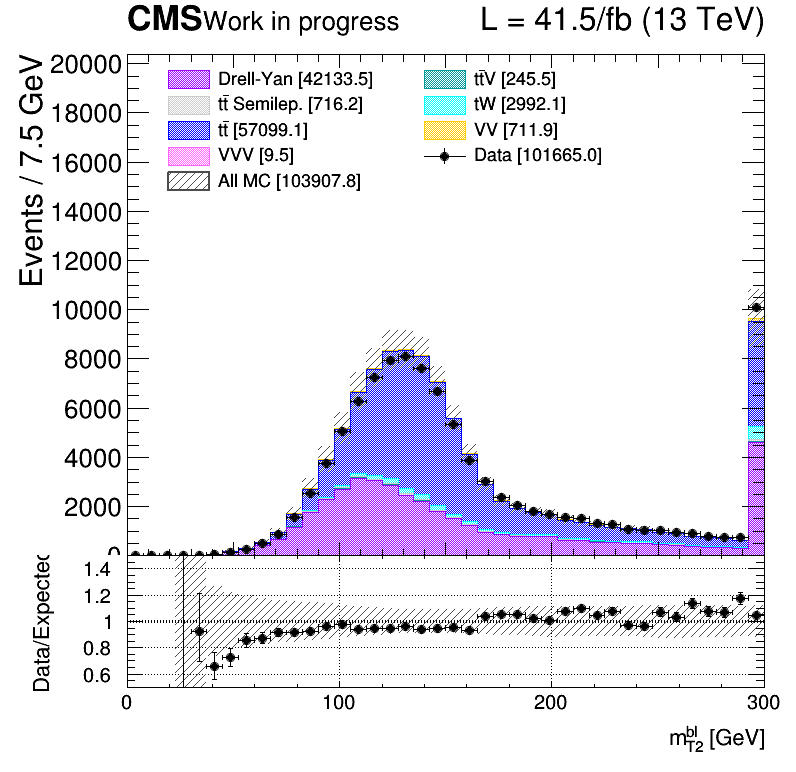 CMS Work in progress L = 41.5/fb (13 TeV)
Events / 7.5 GeV
20000
18000
16000
14000
12000
10000
8000
6000
4000
2000
0
Drell-Yan [42133.5]
tt̄ Semilep. [716.2]
tt̄ [57099.1]
VVV [9.5]
All MC [103907.8]
tt̄V [245.5]
tW [2992.1]
VV [711.9]
Data [101665.0]
Data/Expected
1.4
1.2
1
0.8
0.6
0 100 200 300
m_{T2}^{bl} [GeV]